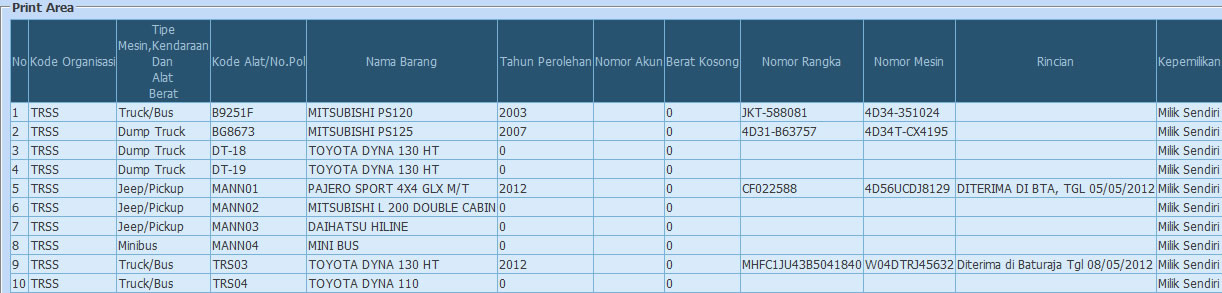 Print Area
No Kode Organisasi Tipe Mesin,Kendaraan Dan Alat Berat Kode Alat/No.Pol Nama Barang Tahun Perolehan Nomor Akun Berat Kosong Nomor Rangka Nomor Mesin Rincian Kepemilikan
1 TRSS Truck/Bus B9251F MITSUBISHI PS120 2003 0 JKT-588081 4D34-351024 Milik Sendiri
2 TRSS Dump Truck BG8673 MITSUBISHI PS125 2007 0 4D31-B63757 4D34T-CX4195 Milik Sendiri
3 TRSS Dump Truck DT-18 TOYOTA DYNA 130 HT 0 0 Milik Sendiri
4 TRSS Dump Truck DT-19 TOYOTA DYNA 130 HT 0 0 Milik Sendiri
5 TRSS Jeep/Pickup MANN01 PAJERO SPORT 4X4 GLX M/T 2012 0 CF022588 4D56UCDJ8129 DITERIMA DI BTA, TGL 05/05/2012 Milik Sendiri
6 TRSS Jeep/Pickup MANN02 MITSUBISHI L 200 DOUBLE CABIN 0 0 Milik Sendiri
7 TRSS Jeep/Pickup MANN03 DAIHATSU HILINE 0 0 Milik Sendiri
8 TRSS Minibus MANN04 MINI BUS 0 0 Milik Sendiri
9 TRSS Truck/Bus TRS03 TOYOTA DYNA 130 HT 2012 0 MHFC1JU43B5041840 W04DTRJ45632 Diterima di Baturaja Tgl 08/05/2012 Milik Sendiri
10 TRSS Truck/Bus TRS04 TOYOTA DYNA 110 0 0 Milik Sendiri